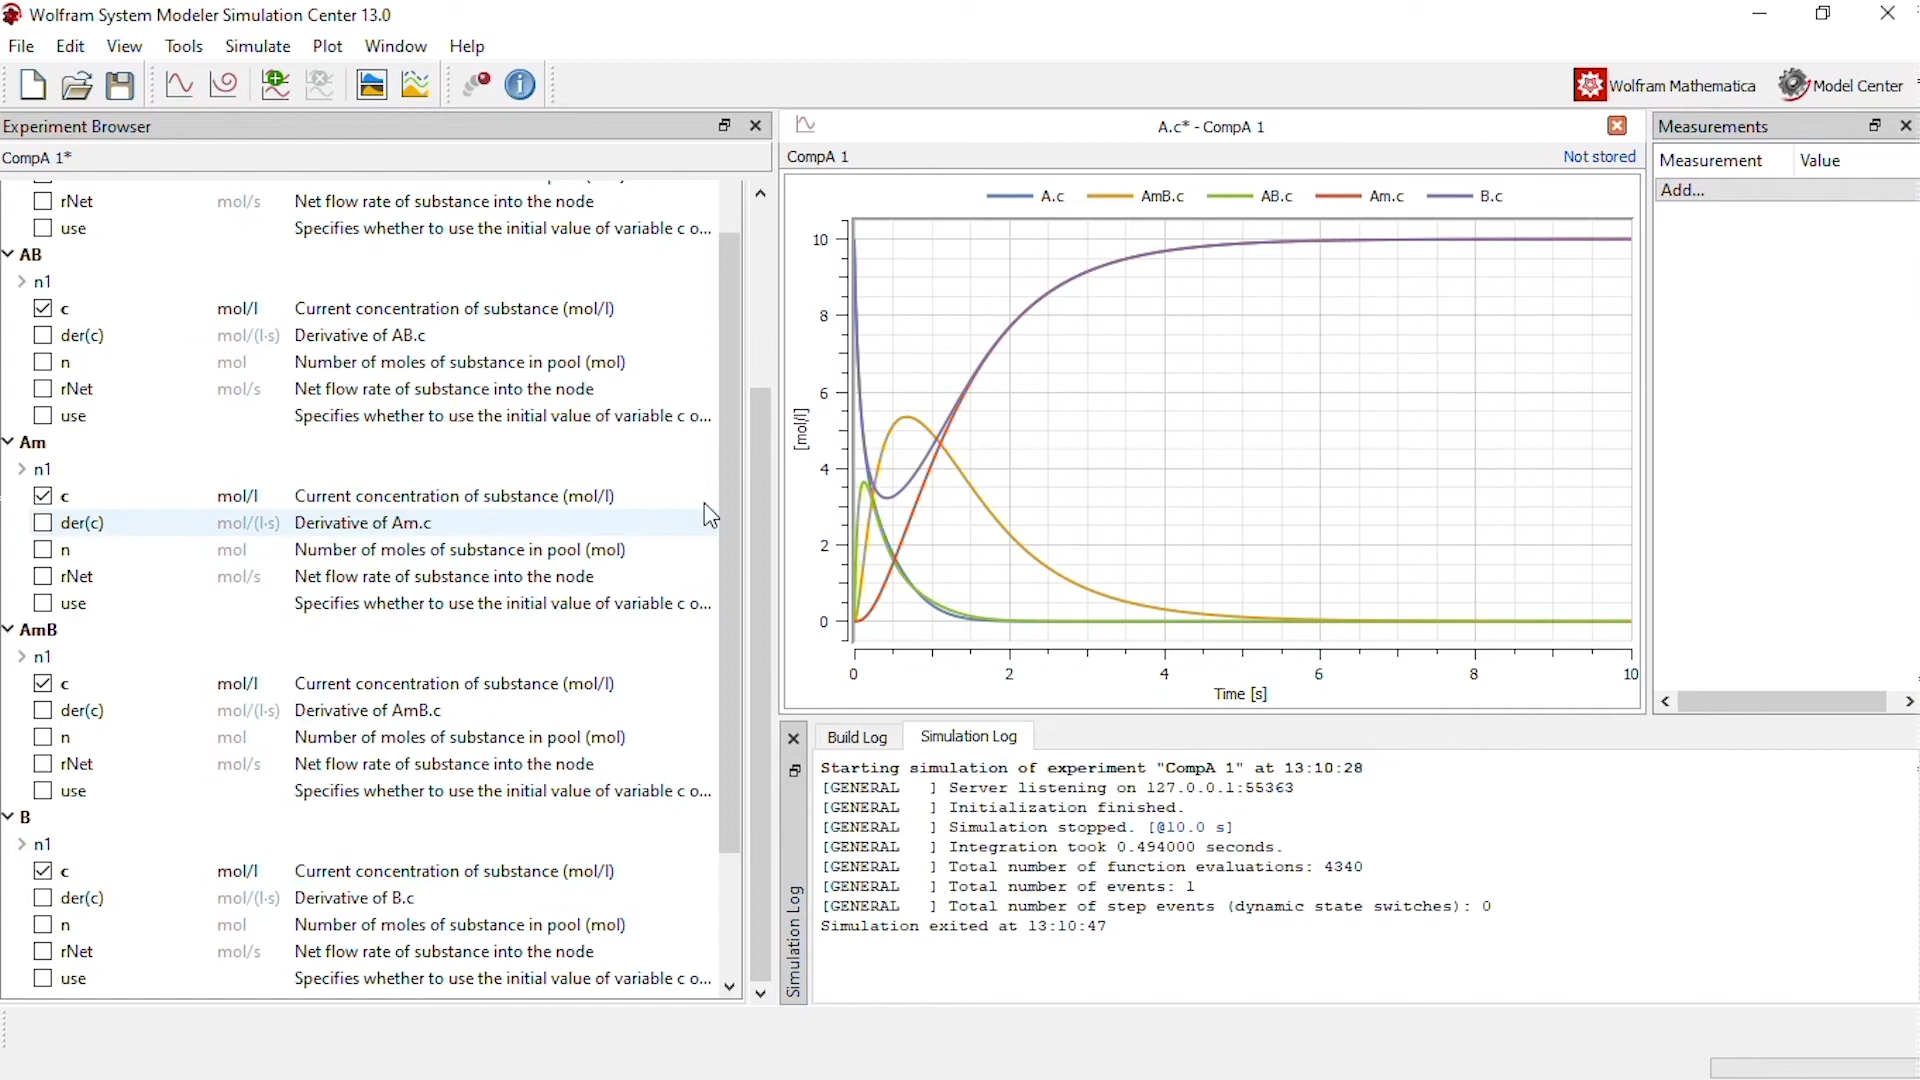 Wolfram System Modeler Simulation Center 13.0
File Edit View Tools Simulate Plot Window Help
Wolfram Mathematica Model Center
Experiment Browser
CompA 1*
rNet mol/s Net flow rate of substance into the node
use Specifies whether to use the initial value of variable c o...
AB
n1
c mol/l Current concentration of substance (mol/l)
der(c) mol/(l·s) Derivative of AB.c
n mol Number of moles of substance in pool (mol)
rNet mol/s Net flow rate of substance into the node
use Specifies whether to use the initial value of variable c o...
Am
n1
c mol/l Current concentration of substance (mol/l)
der(c) mol/(l·s) Derivative of Am.c
n mol Number of moles of substance in pool (mol)
rNet mol/s Net flow rate of substance into the node
use Specifies whether to use the initial value of variable c o...
AmB
n1
c mol/l Current concentration of substance (mol/l)
der(c) mol/(l·s) Derivative of AmB.c
n mol Number of moles of substance in pool (mol)
rNet mol/s Net flow rate of substance into the node
use Specifies whether to use the initial value of variable c o...
B
n1
c mol/l Current concentration of substance (mol/l)
der(c) mol/(l·s) Derivative of B.c
n mol Number of moles of substance in pool (mol)
rNet mol/s Net flow rate of substance into the node
use Specifies whether to use the initial value of variable c o...
A.c* - CompA 1
CompA 1 Not stored
A.c AmB.c AB.c Am.c B.c
10
8
6
4
2
0
[mol/l]
0 2 4 6 8 10
Time [s]
Measurements
Measurement Value
Add...
Build Log Simulation Log
Simulation Log
Starting simulation of experiment "CompA 1" at 13:10:28
[GENERAL ] Server listening on 127.0.0.1:55363
[GENERAL ] Initialization finished.
[GENERAL ] Simulation stopped. [@10.0 s]
[GENERAL ] Integration took 0.494000 seconds.
[GENERAL ] Total number of function evaluations: 4340
[GENERAL ] Total number of events: 1
[GENERAL ] Total number of step events (dynamic state switches): 0
Simulation exited at 13:10:47